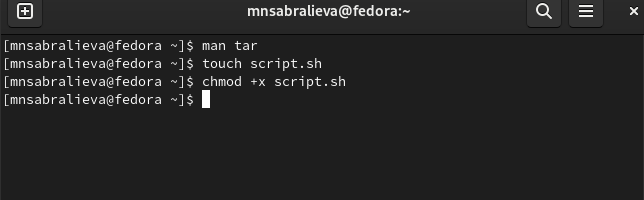 mnsabralieva@fedora:~
[mnsabralieva@fedora ~]$ man tar
[mnsabralieva@fedora ~]$ touch script.sh
[mnsabralieva@fedora ~]$ chmod +x script.sh
[mnsabralieva@fedora ~]$